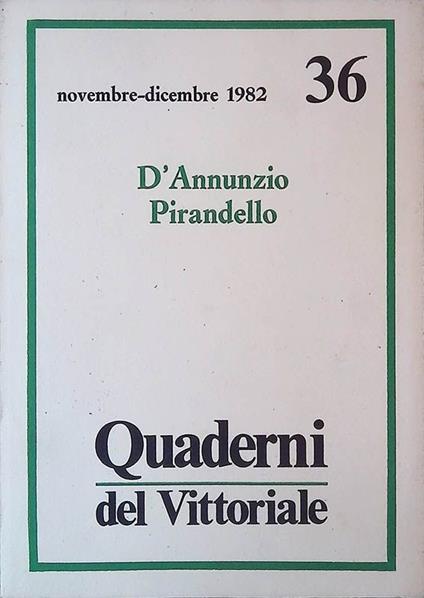 novembre-dicembre 1982 36
D'Annunzio
Pirandello
Quaderni
del Vittoriale